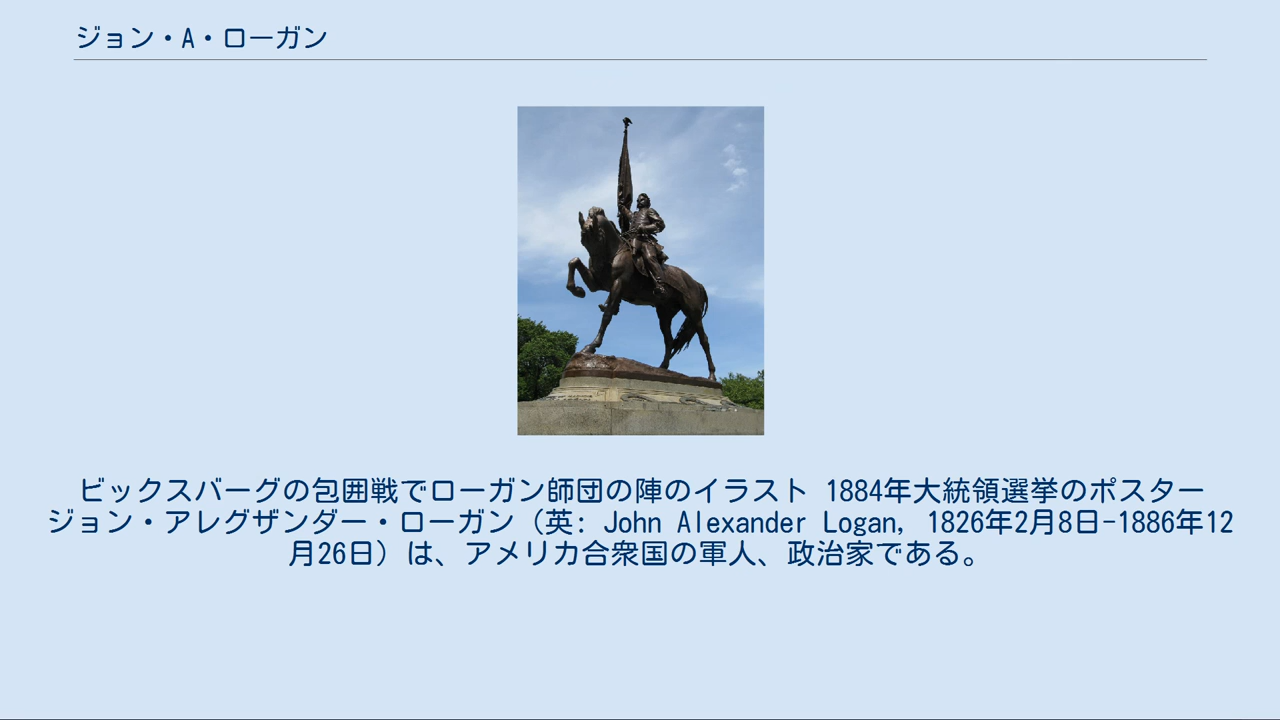 ジョン・A・ローガン
ビックスバーグの包囲戦でローガン師団の陣のイラスト 1884年大統領選挙のポスター
ジョン・アレグザンダー・ローガン（英: John Alexander Logan, 1826年2月8日-1886年12
月26日）は、アメリカ合衆国の軍人、政治家である。